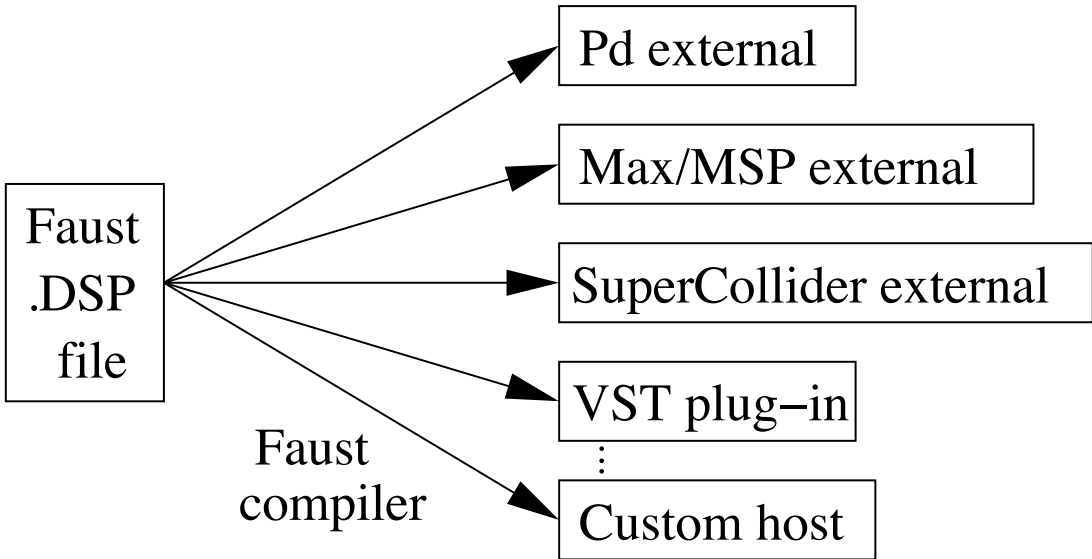 Faust
.DSP
file
Pd external
Max/MSP external
SuperCollider external
VST plug−in
Custom host
Faust
compiler